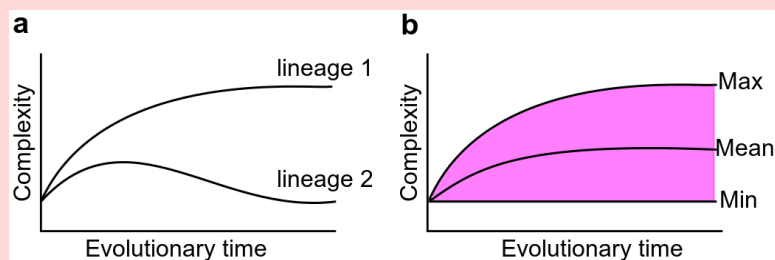 a
Complexity
lineage 1
lineage 2
Evolutionary time
b
Complexity
Max
Mean
Min
Evolutionary time